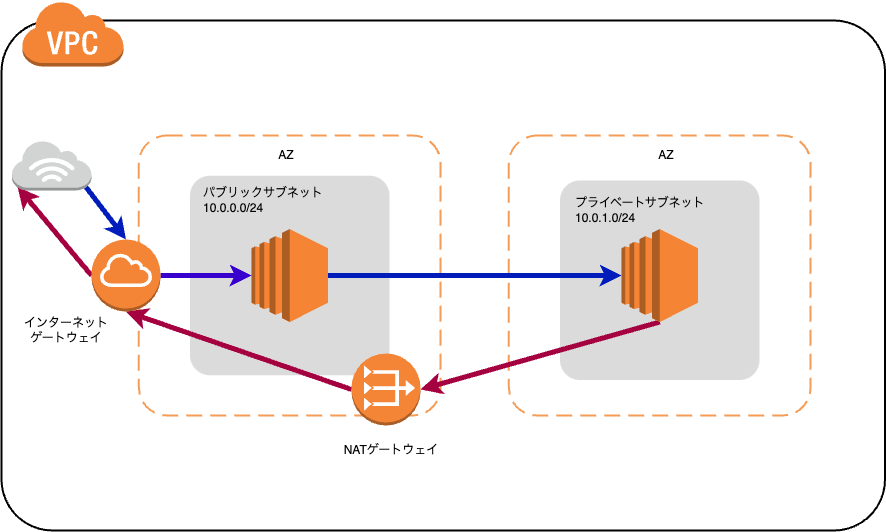 VPC
AZ
AZ
パブリックサブネット
10.0.0.0/24
プライベートサブネット
10.0.1.0/24
インターネット
ゲートウェイ
NATゲートウェイ